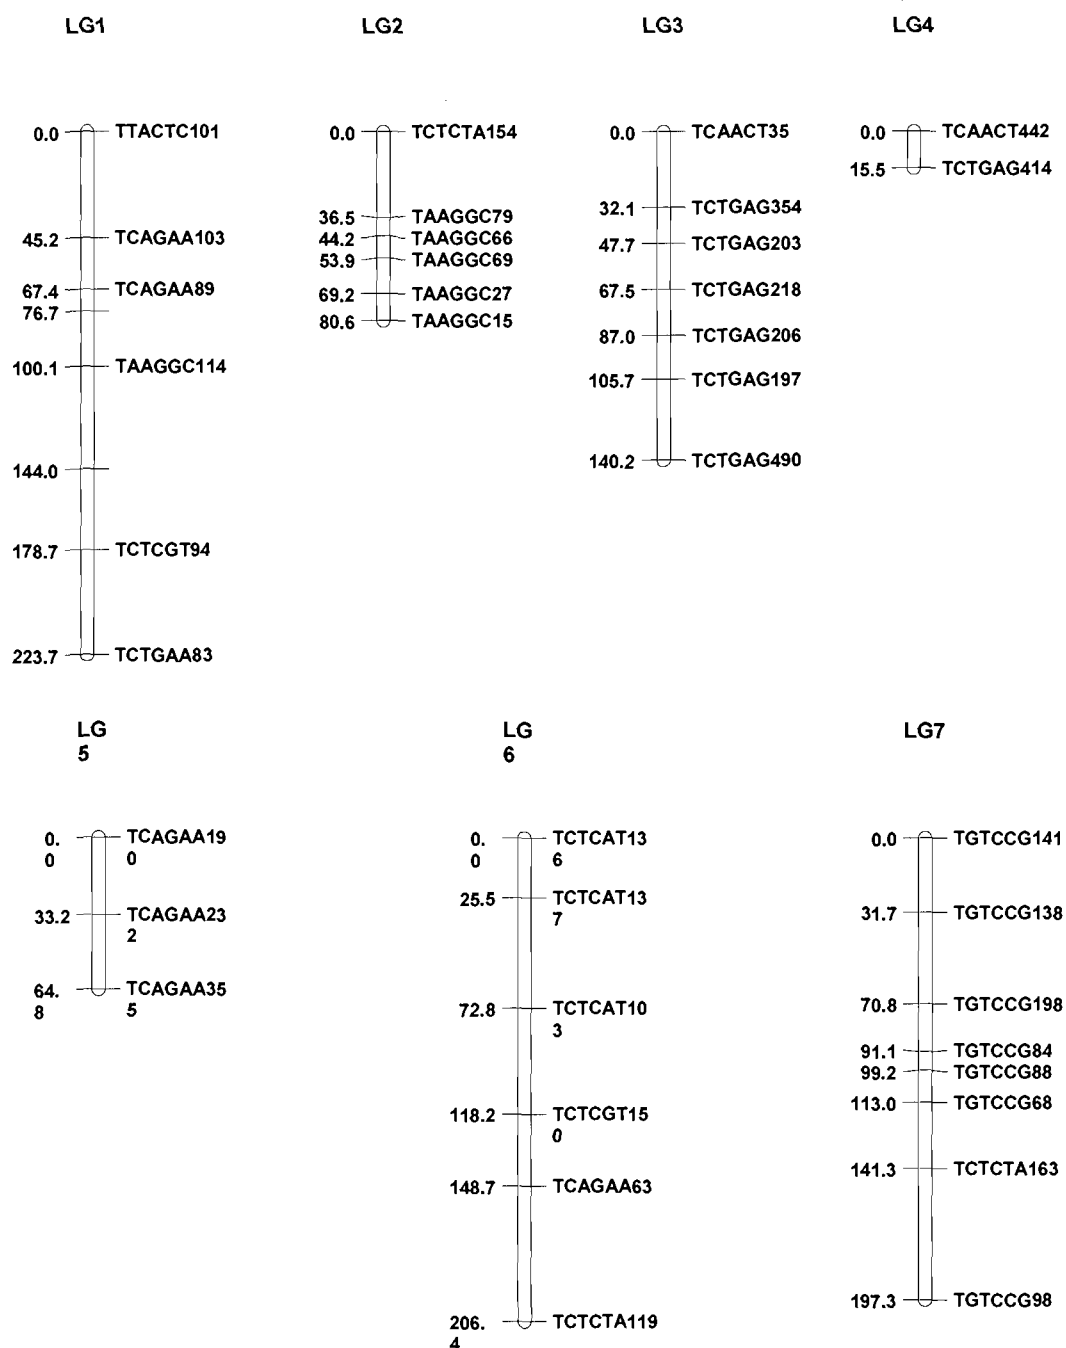 LG1 LG2 LG3 LG4
0.0 TTACTC101
45.2 TCAGAA103
67.4 TCAGAA89
76.7
100.1 TAAGGC114
144.0
178.7 TCTCGT94
223.7 TCTGAA83
0.0 TCTCTA154
36.5 TAAGGC79
44.2 TAAGGC66
53.9 TAAGGC69
69.2 TAAGGC27
80.6 TAAGGC15
0.0 TCAACT35
32.1 TCTGAG354
47.7 TCTGAG203
67.5 TCTGAG218
87.0 TCTGAG206
105.7 TCTGAG197
140.2 TCTGAG490
0.0 TCAACT442
15.5 TCTGAG414
LG
5
0. TCAGAA19
0 0
33.2 TCAGAA23
2
64. TCAGAA35
8 5
LG
6
0. TCTCAT13
0 6
25.5 TCTCAT13
7
72.8 TCTCAT10
3
118.2 TCTCGT15
0
148.7 TCAGAA63
206. TCTCTA119
4
LG7
0.0 TGTCCG141
31.7 TGTCCG138
70.8 TGTCCG198
91.1 TGTCCG84
99.2 TGTCCG88
113.0 TGTCCG68
141.3 TCTCTA163
197.3 TGTCCG98